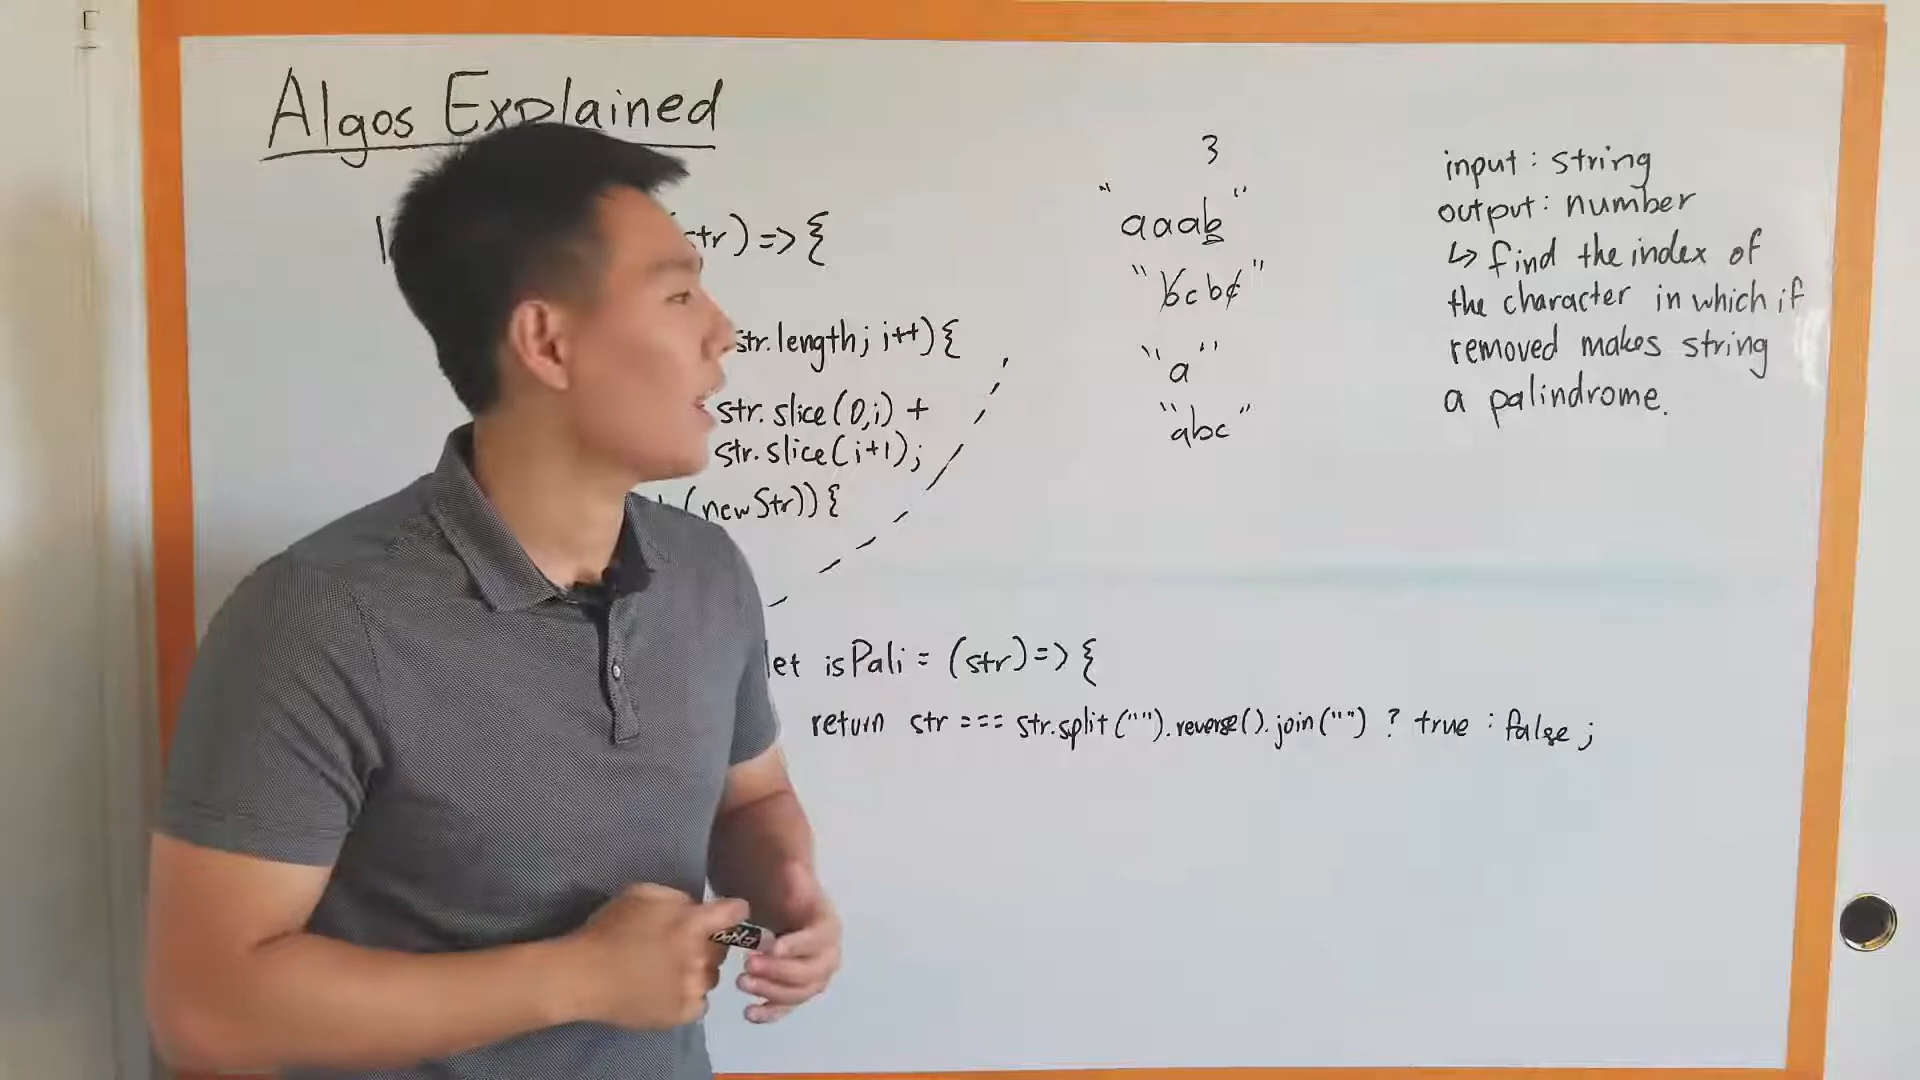 Algos Explained
str) => {
str.length; i++) {
str.slice(0,i) +
str.slice(i+1);
(newStr)) {
3
"aaab"
"bcbc"
"a"
"abc"
input: string
output: number
↳ find the index of
the character in which if
removed makes string
a palindrome.
let isPali = (str) => {
return str === str.split("").reverse().join("") ? true : false;
EXPO